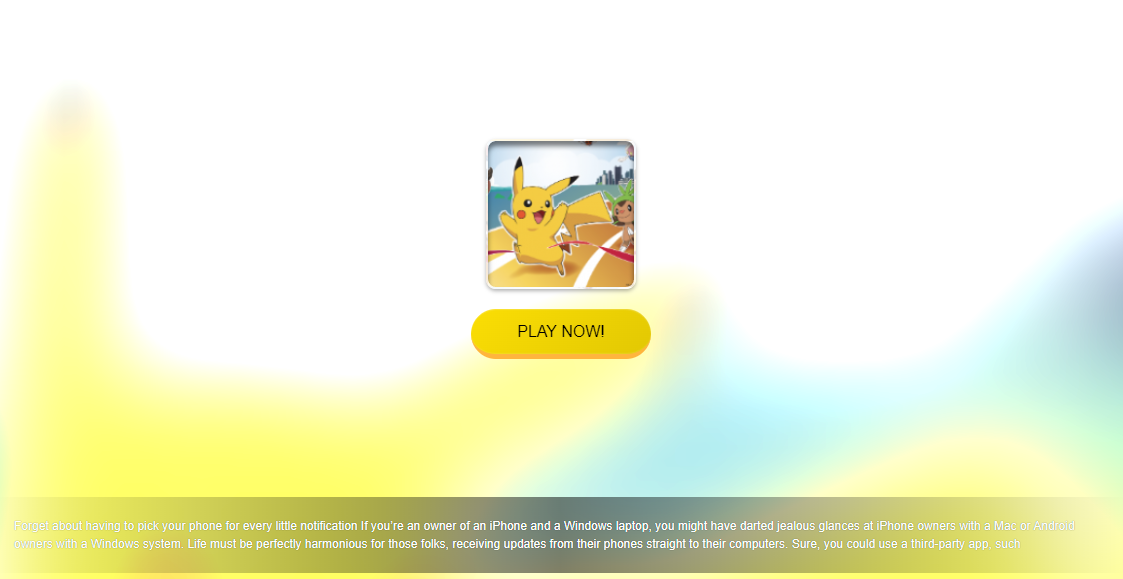 PLAY NOW!
Forget about having to pick your phone for every little notification If you're an owner of an iPhone and a Windows laptop, you might have darted jealous glances at iPhone owners with a Mac or Android
owners with a Windows system. Life must be perfectly harmonious for those folks, receiving updates from their phones straight to their computers. Sure, you could use a third-party app, such